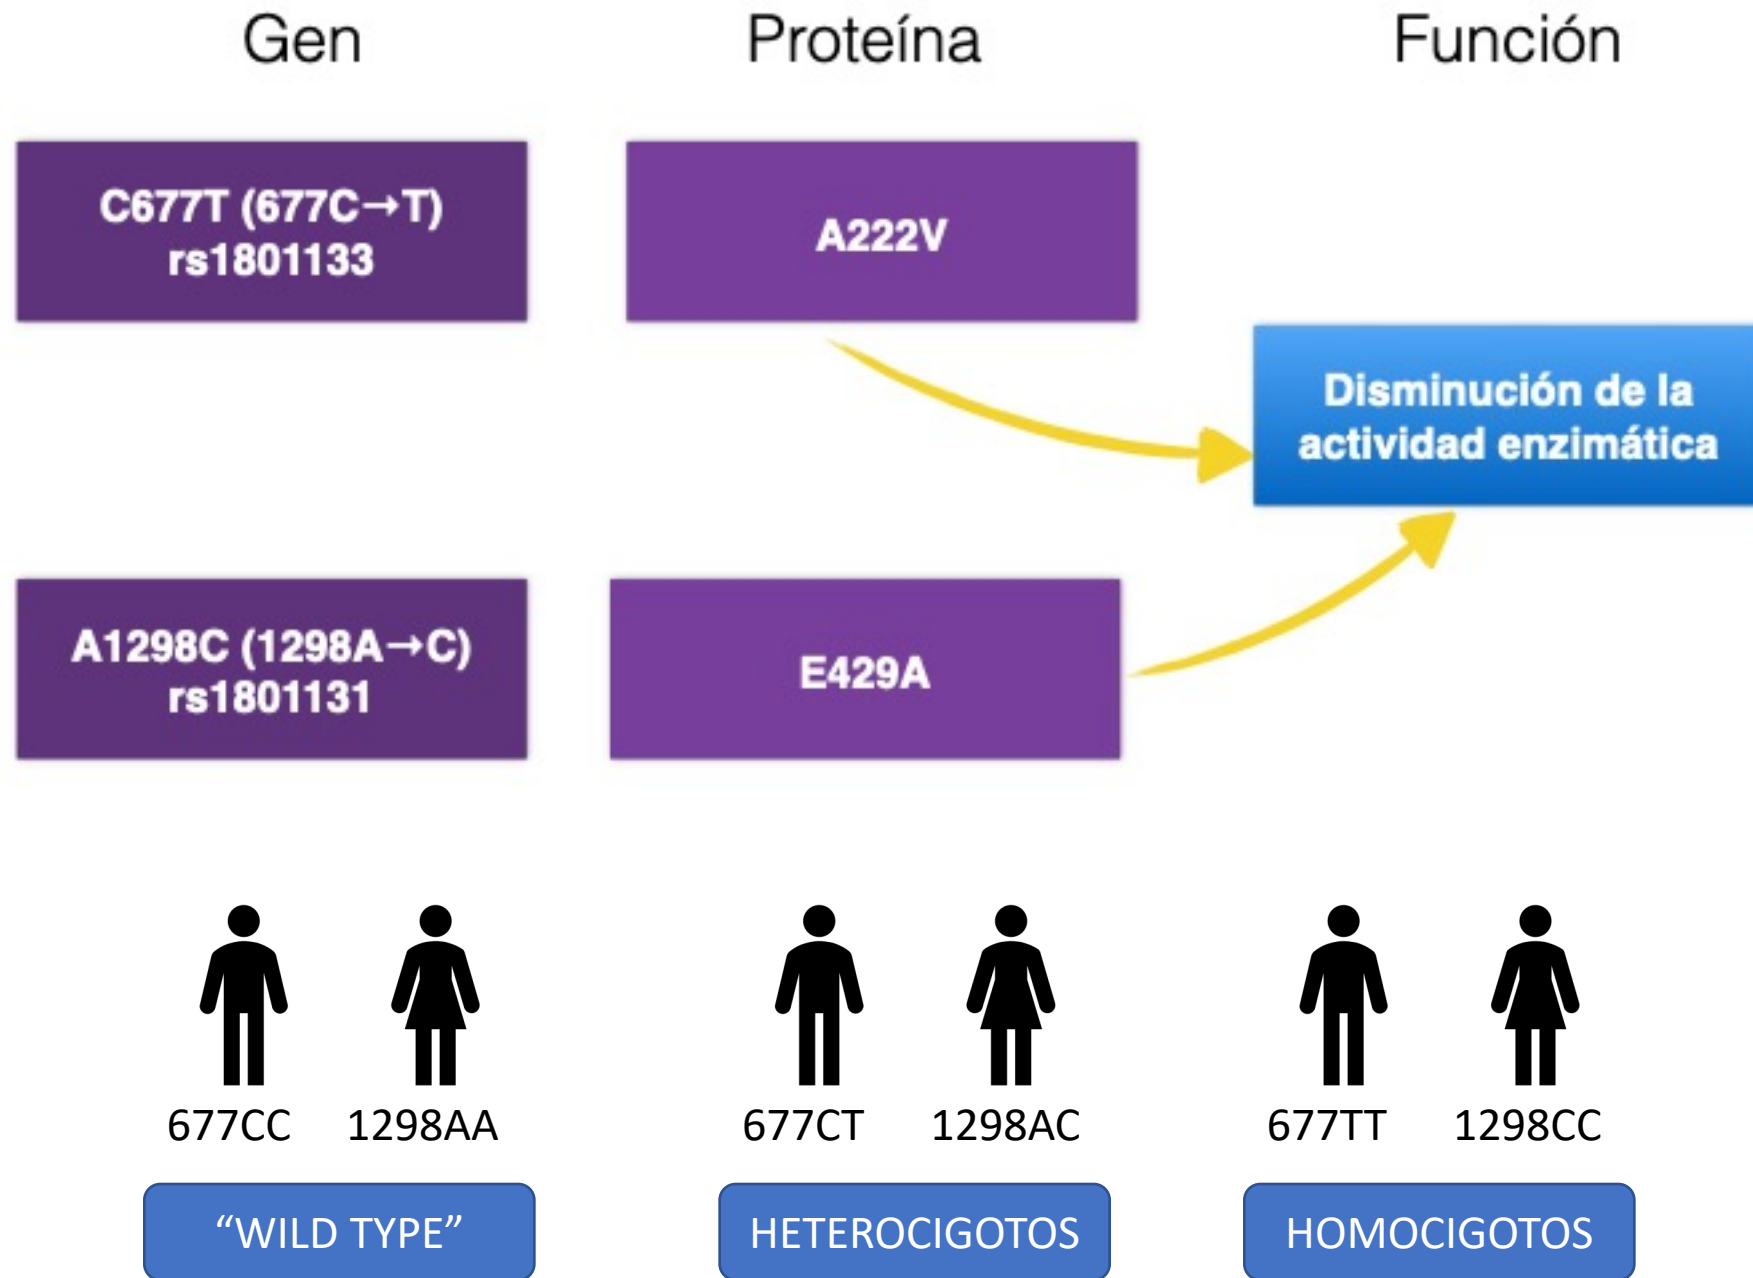 Gen
Proteína
Función
C677T (677C→T)
rs1801133
A222V
Disminución de la
actividad enzimática
A1298C (1298A→C)
rs1801131
E429A
677CC
1298AA
677CT
1298AC
677TT
1298CC
“WILD TYPE”
HETEROCIGOTOS
HOMOCIGOTOS